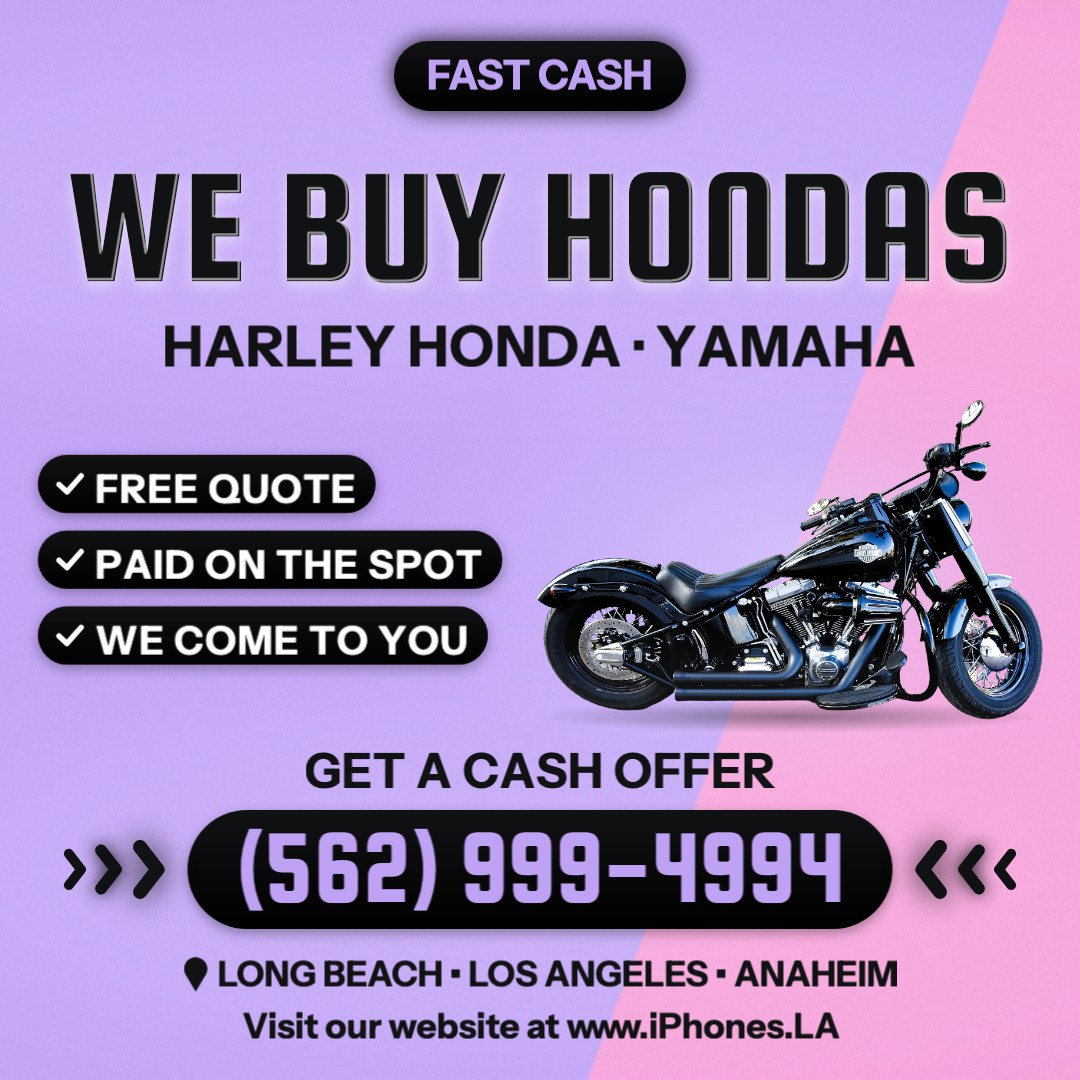 FAST CASH
WE BUY HONDAS
HARLEY HONDA · YAMAHA
✓ FREE QUOTE
✓ PAID ON THE SPOT
✓ WE COME TO YOU
GET A CASH OFFER
(562) 999-4994
LONG BEACH · LOS ANGELES · ANAHEIM
Visit our website at www.iPhones.LA